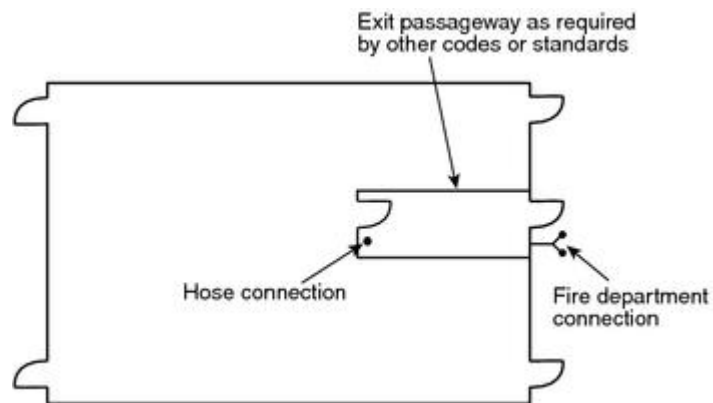 Exit passageway as required
by other codes or standards
Hose connection
Fire department
connection